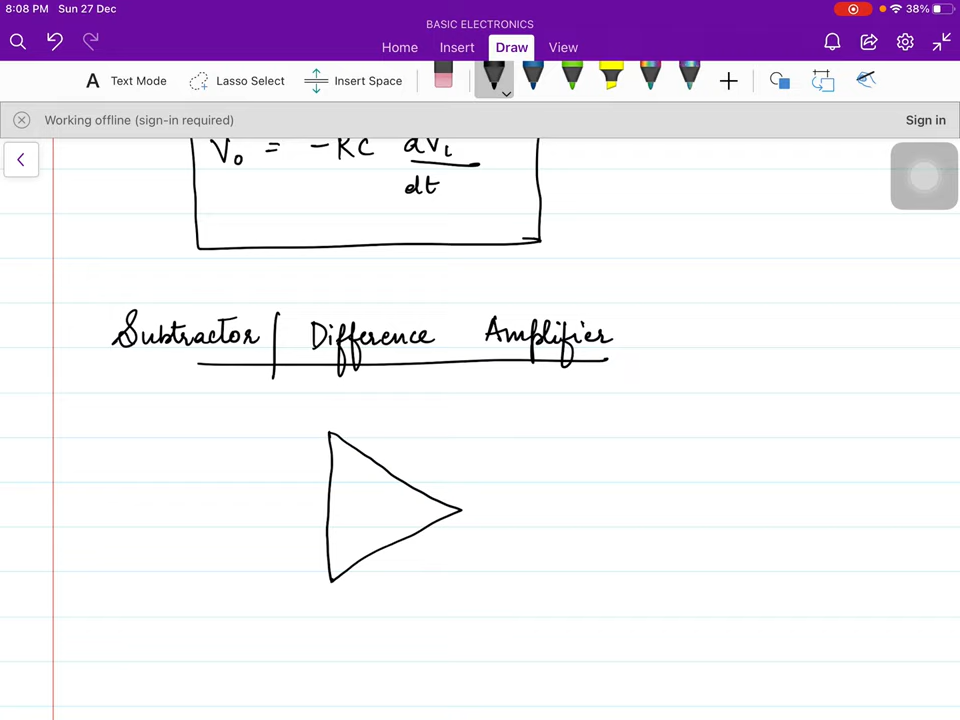 8:08 PM Sun 27 Dec
38%
BASIC ELECTRONICS
Home Insert Draw View
Text Mode Lasso Select Insert Space
Working offline (sign-in required) Sign in
V₀ = -RC dVᵢ
dt
Subtractor | Difference Amplifier